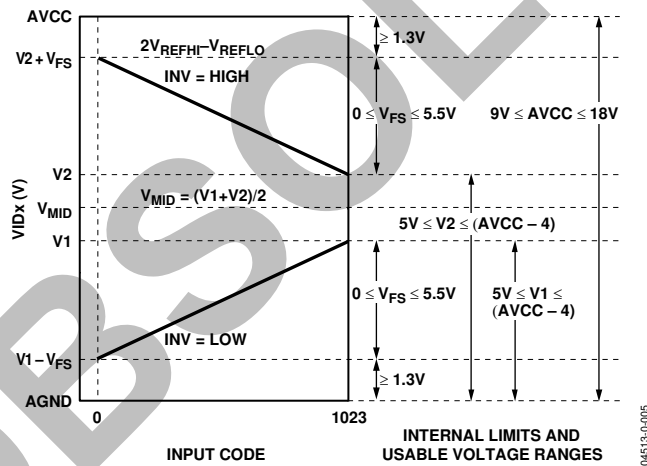 AVCC
≥ 1.3V
2VREFHI–VREFLO
V2 + VFS
INV = HIGH
0 ≤ VFS ≤ 5.5V
9V ≤ AVCC ≤ 18V
V2
VMID = (V1+V2)/2
VIDx (V)
VMID
5V ≤ V2 ≤ (AVCC – 4)
V1
0 ≤ VFS ≤ 5.5V
5V ≤ V1 ≤
(AVCC – 4)
INV = LOW
V1 – VFS
≥ 1.3V
AGND
0
1023
INPUT CODE
INTERNAL LIMITS AND
USABLE VOLTAGE RANGES
04513-0-005
OBSOL